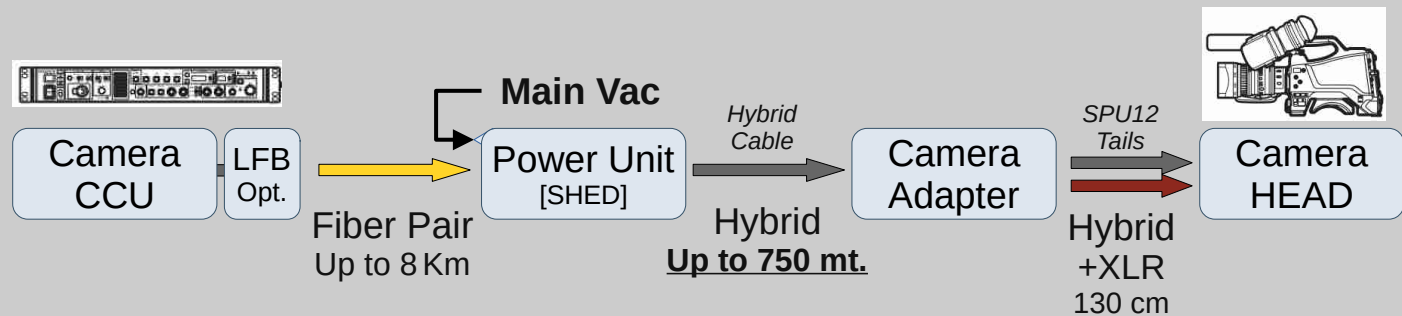 Main Vac
Hybrid
Cable
SPU12
Tails
Camera
CCU
LFB
Opt.
Power Unit
[SHED]
Camera
Adapter
Camera
HEAD
Fiber Pair
Up to 8 Km
Hybrid
Up to 750 mt.
Hybrid
+XLR
130 cm